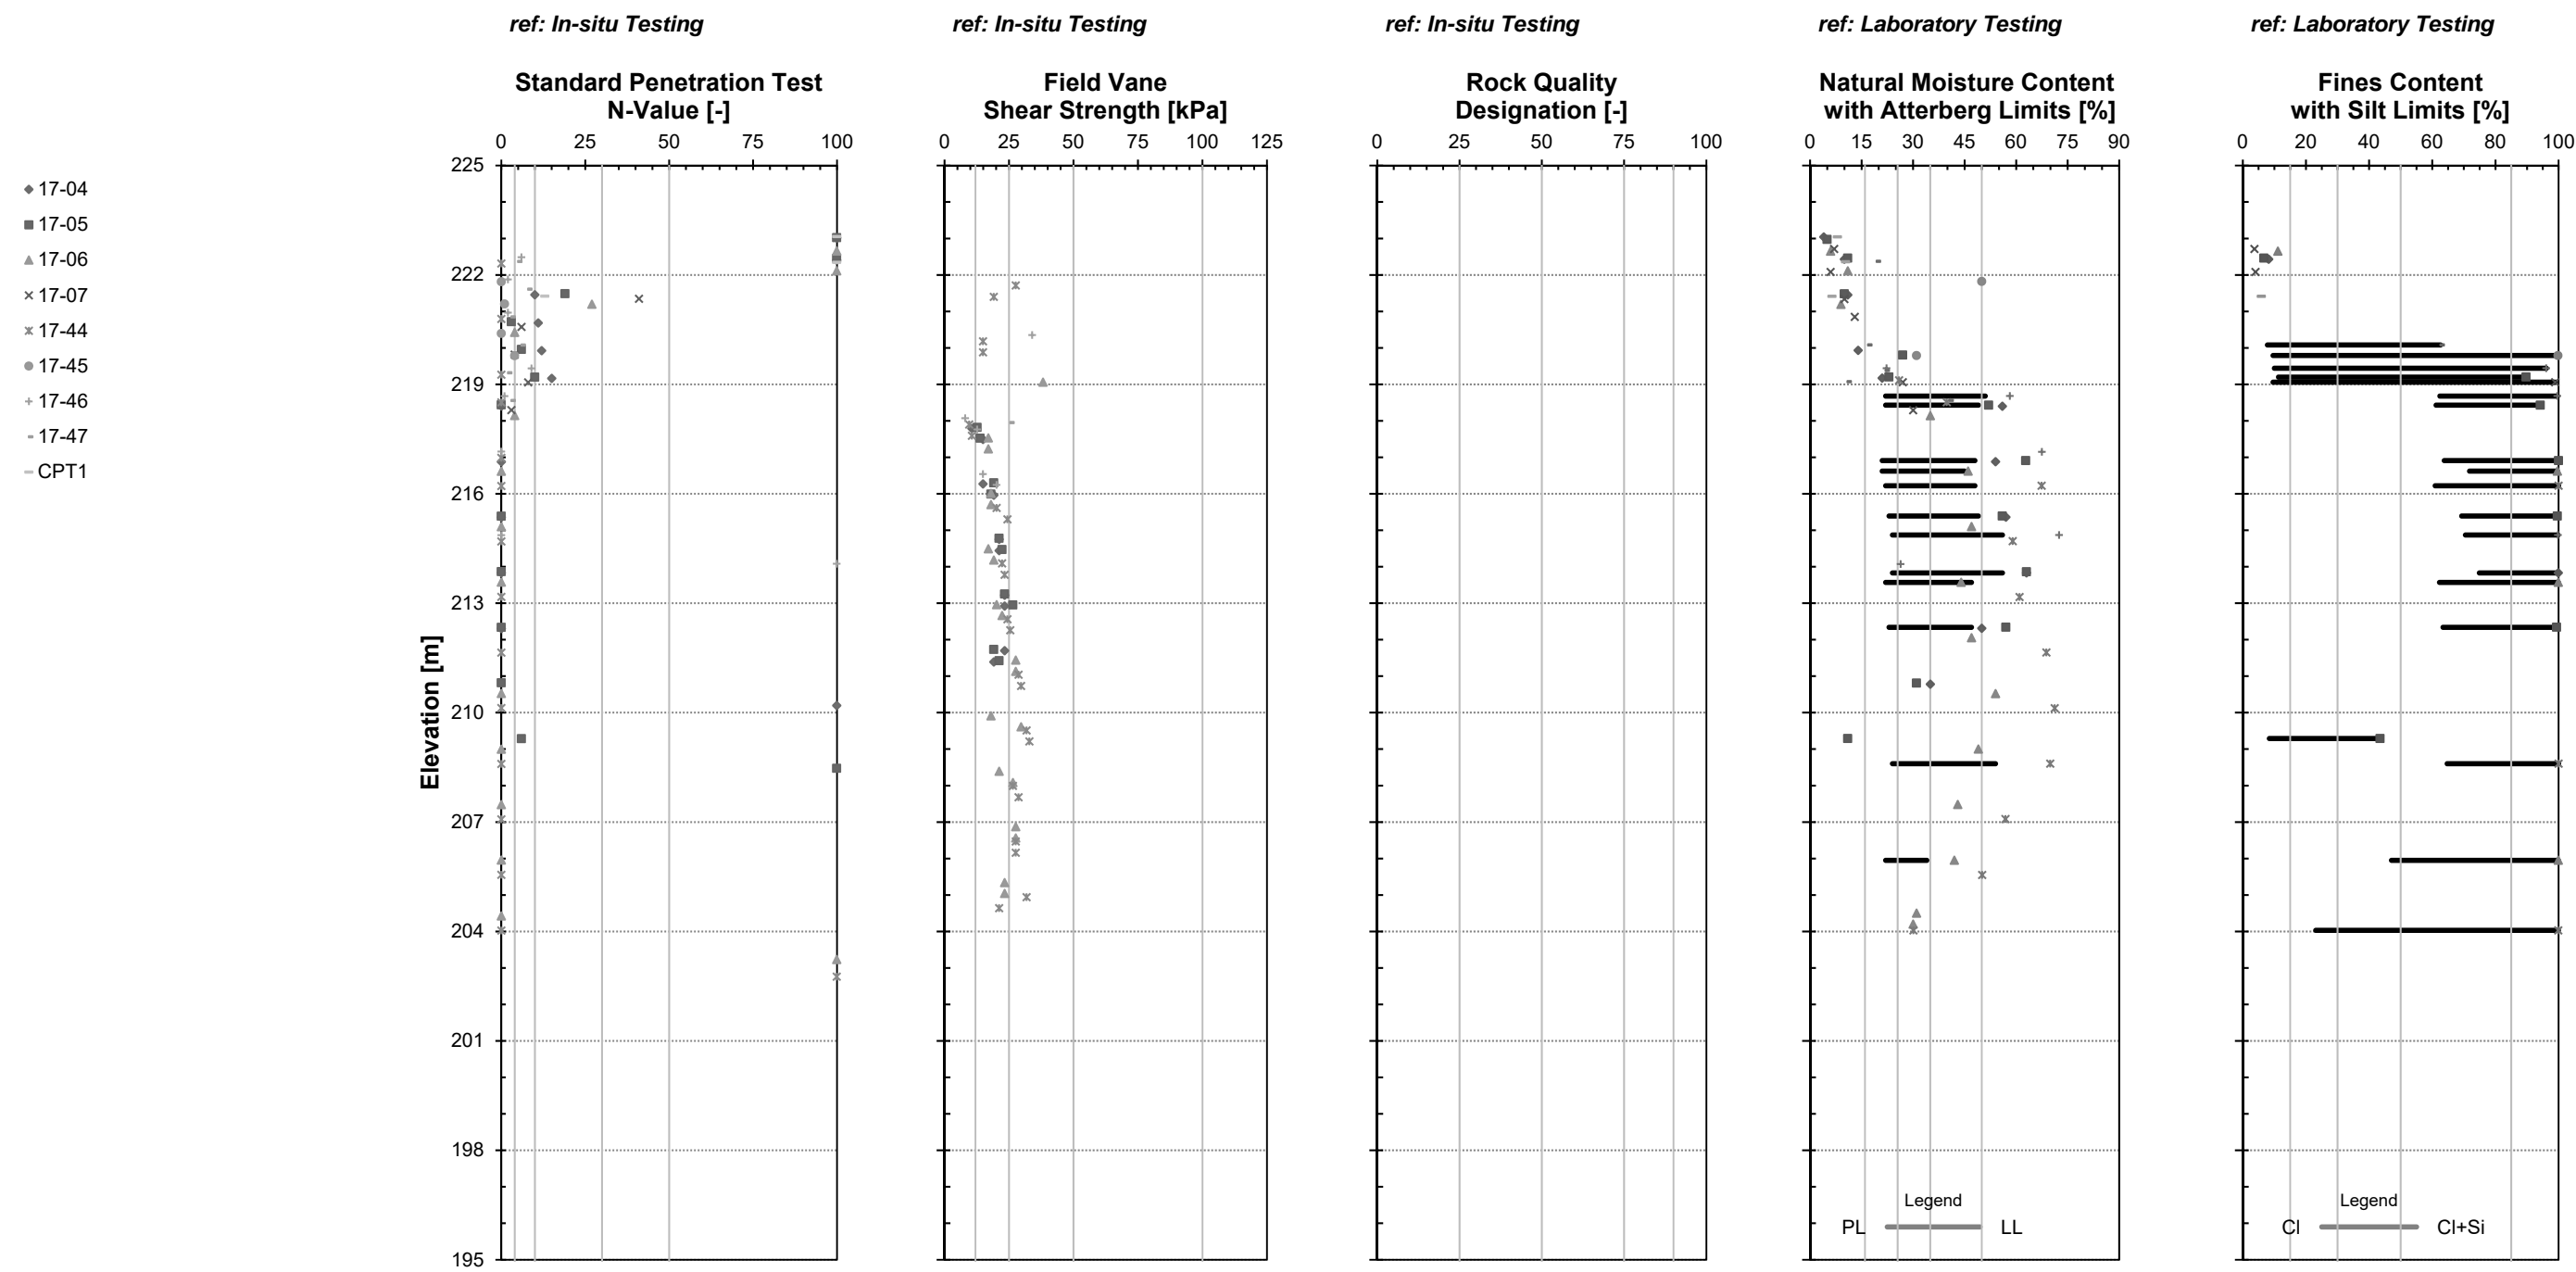 ref: In-situ Testing
ref: In-situ Testing
ref: In-situ Testing
ref: Laboratory Testing
ref: Laboratory Testing
Standard Penetration Test
N-Value [-]
Field Vane
Shear Strength [kPa]
Rock Quality
Designation [-]
Natural Moisture Content
with Atterberg Limits [%]
Fines Content
with Silt Limits [%]
0 25 50 75 100
0 25 50 75 100 125
0 25 50 75 100
0 15 30 45 60 75 90
0 20 40 60 80 100
17-04
17-05
17-06
17-07
17-44
17-45
17-46
17-47
CPT1
Elevation [m]
225
222
219
216
213
210
207
204
201
198
195
Legend
PL LL
Legend
Cl Cl+Si